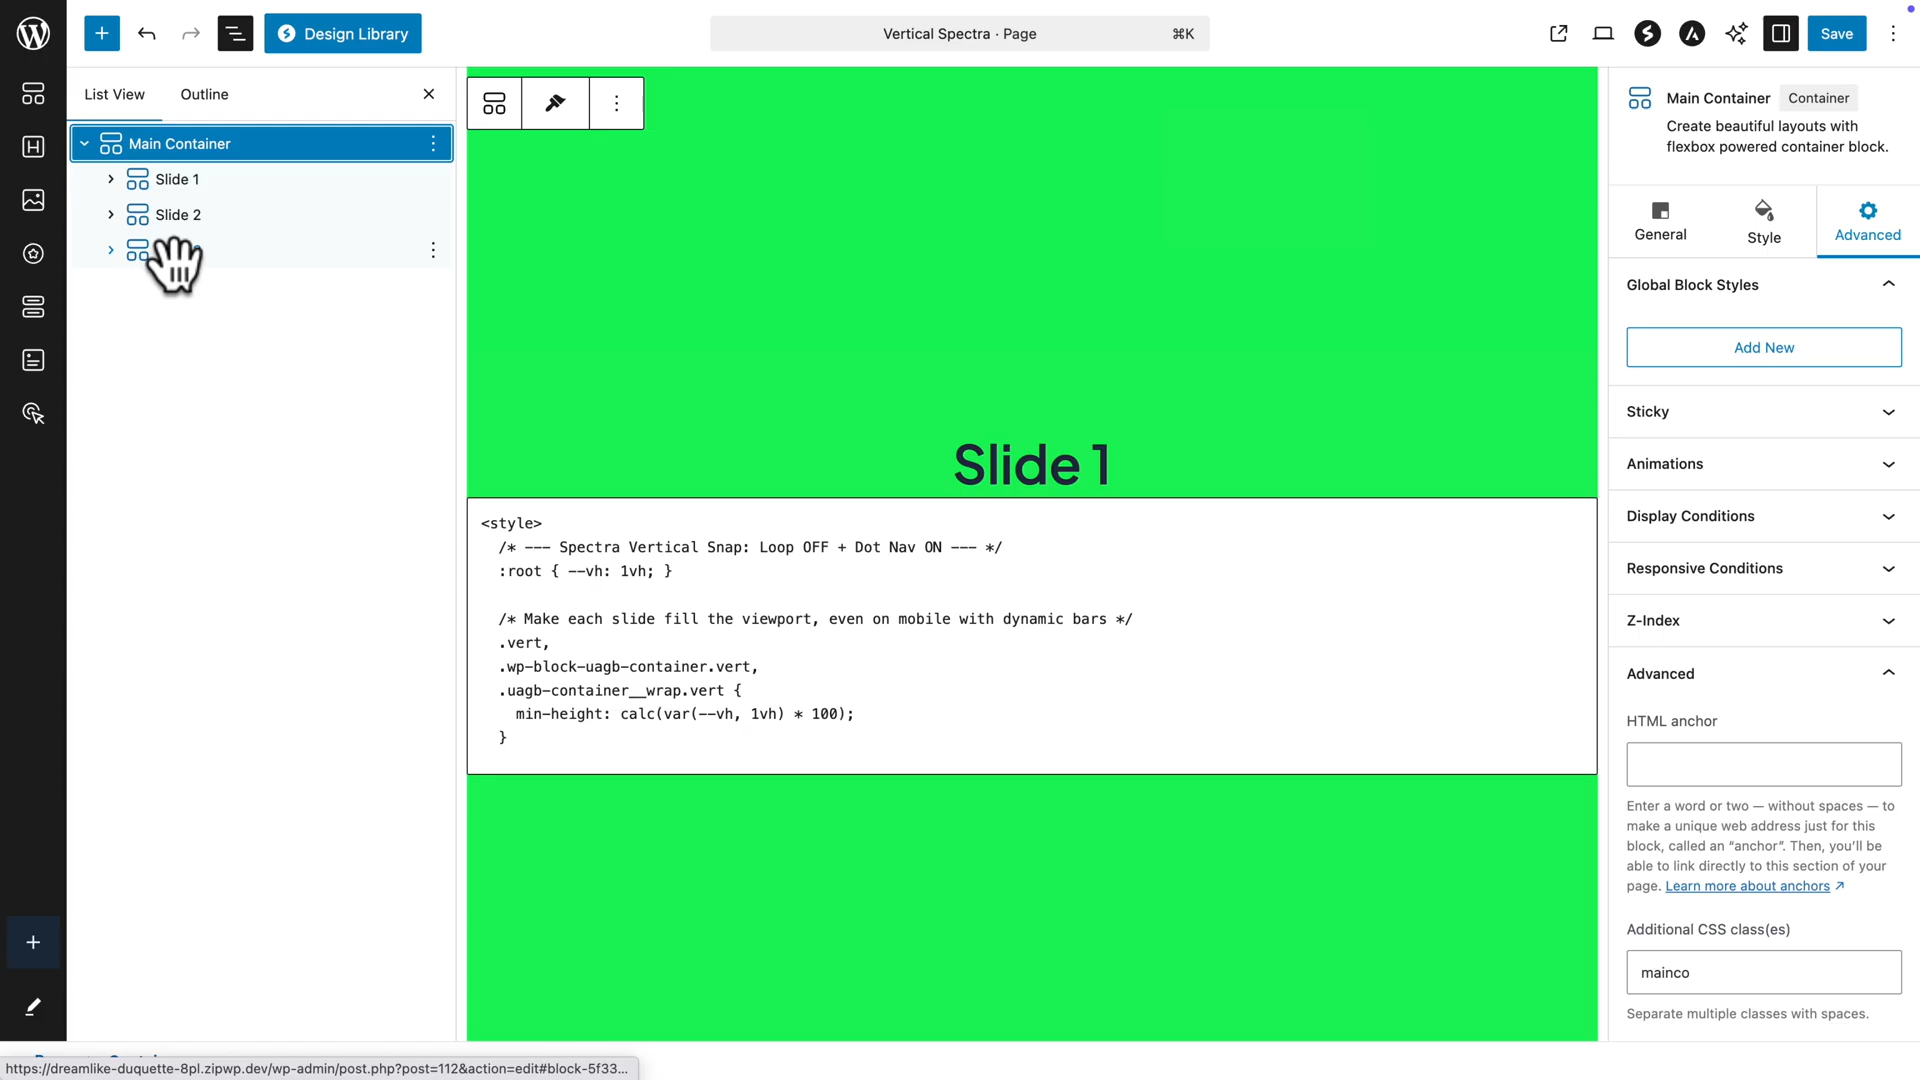 Design Library
Vertical Spectra · Page
⌘K
Save
List View
Outline
Main Container
Slide 1
Slide 2
Main Container
Container
Create beautiful layouts with
flexbox powered container block.
General
Style
Advanced
Global Block Styles
Add New
Sticky
Animations
Display Conditions
Responsive Conditions
Z-Index
Advanced
HTML anchor
Enter a word or two — without spaces — to
make a unique web address just for this
block, called an “anchor”. Then, you’ll be
able to link directly to this section of your
page. Learn more about anchors ↗
Additional CSS class(es)
mainco
Separate multiple classes with spaces.
Slide 1
<style>
/* --- Spectra Vertical Snap: Loop OFF + Dot Nav ON --- */
:root { --vh: 1vh; }
/* Make each slide fill the viewport, even on mobile with dynamic bars */
.vert,
.wp-block-uagb-container.vert,
.uagb-container__wrap.vert {
min-height: calc(var(--vh, 1vh) * 100);
}
https://dreamlike-duquette-8pl.zipwp.dev/wp-admin/post.php?post=112&action=edit#block-5f33...